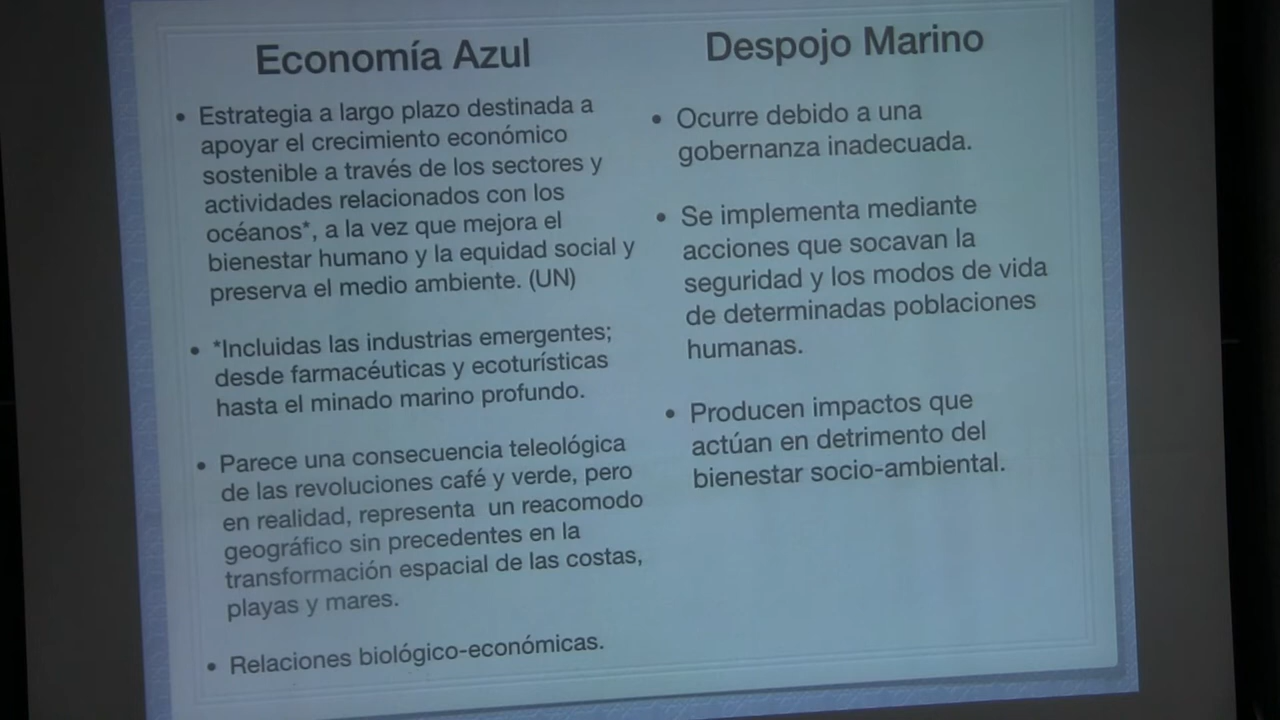 Economía Azul
• Estrategia a largo plazo destinada a
apoyar el crecimiento económico
sostenible a través de los sectores y
actividades relacionados con los
océanos*, a la vez que mejora el
bienestar humano y la equidad social y
preserva el medio ambiente. (UN)
• *Incluidas las industrias emergentes;
desde farmacéuticas y ecoturísticas
hasta el minado marino profundo.
• Parece una consecuencia teleológica
de las revoluciones café y verde, pero
en realidad, representa un reacomodo
geográfico sin precedentes en la
transformación espacial de las costas,
playas y mares.
• Relaciones biológico-económicas.
Despojo Marino
• Ocurre debido a una
gobernanza inadecuada.
• Se implementa mediante
acciones que socavan la
seguridad y los modos de vida
de determinadas poblaciones
humanas.
• Producen impactos que
actúan en detrimento del
bienestar socio-ambiental.